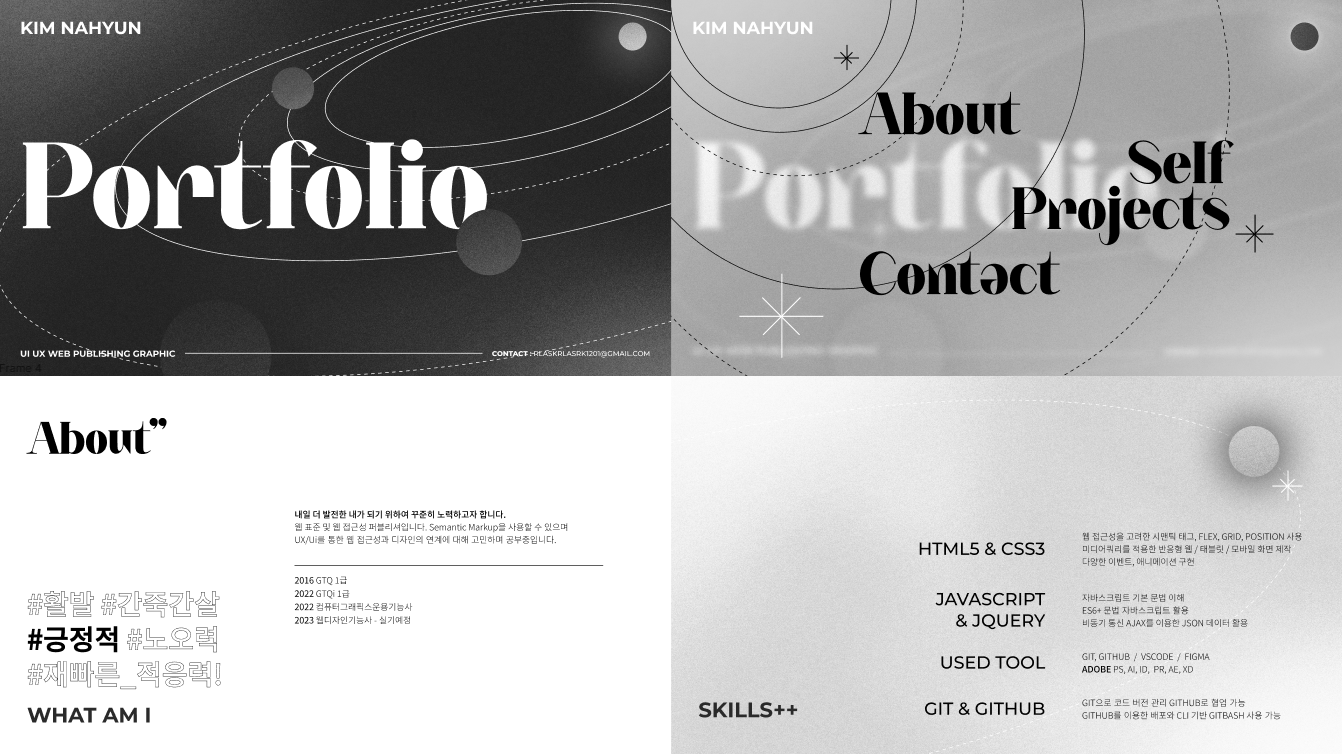 KIM NAHYUN
Portfolio
UI UX WEB PUBLISHING GRAPHIC
CONTACT : RLASKRLASRK1201@GMAIL.COM
Frame 4
KIM NAHYUN
Portfolio
About
Self
Projects
Contact
About”
내일 더 발전한 내가 되기 위하여 꾸준히 노력하고자 합니다.
웹 표준 및 웹 접근성 퍼블리셔입니다. Semantic Markup을 사용할 수 있으며
UX/Ui를 통한 웹 접근성과 디자인의 연계에 대해 고민하며 공부중입니다.
2016 GTQ 1급
2022 GTQi 1급
2022 컴퓨터그래픽스운용기능사
2023 웹디자인기능사 - 실기예정
#활발 #간죽간살
#긍정적 #노오력
#재빠른_적응력!
WHAT AM I
HTML5 & CSS3
웹 접근성을 고려한 시맨틱 태그, FLEX, GRID, POSITION 사용
미디어쿼리를 적용한 반응형 웹 / 태블릿 / 모바일 화면 제작
다양한 이벤트, 애니메이션 구현
JAVASCRIPT
& JQUERY
자바스크립트 기본 문법 이해
ES6+ 문법 자바스크립트 활용
비동기 통신 AJAX를 이용한 JSON 데이터 활용
USED TOOL
GIT, GITHUB / VSCODE / FIGMA
ADOBE PS, AI, ID, PR, AE, XD
SKILLS++
GIT & GITHUB
GIT으로 코드 버전 관리 GITHUB로 협업 가능
GITHUB를 이용한 배포와 CLI 기반 GITBASH 사용 가능